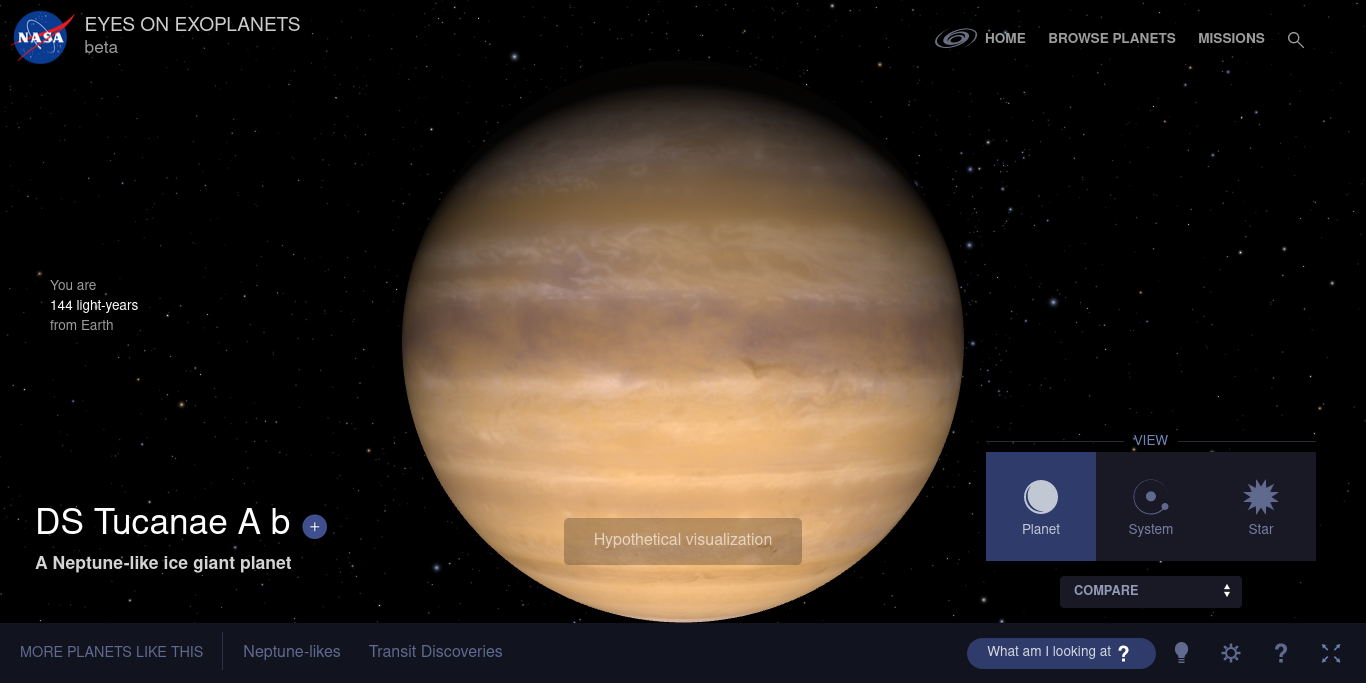 NASA
EYES ON EXOPLANETS
beta
HOME
BROWSE PLANETS
MISSIONS
You are
144 light-years
from Earth
VIEW
Planet
System
Star
COMPARE
DS Tucanae A b +
A Neptune-like ice giant planet
Hypothetical visualization
MORE PLANETS LIKE THIS
Neptune-likes
Transit Discoveries
What am I looking at ?
?